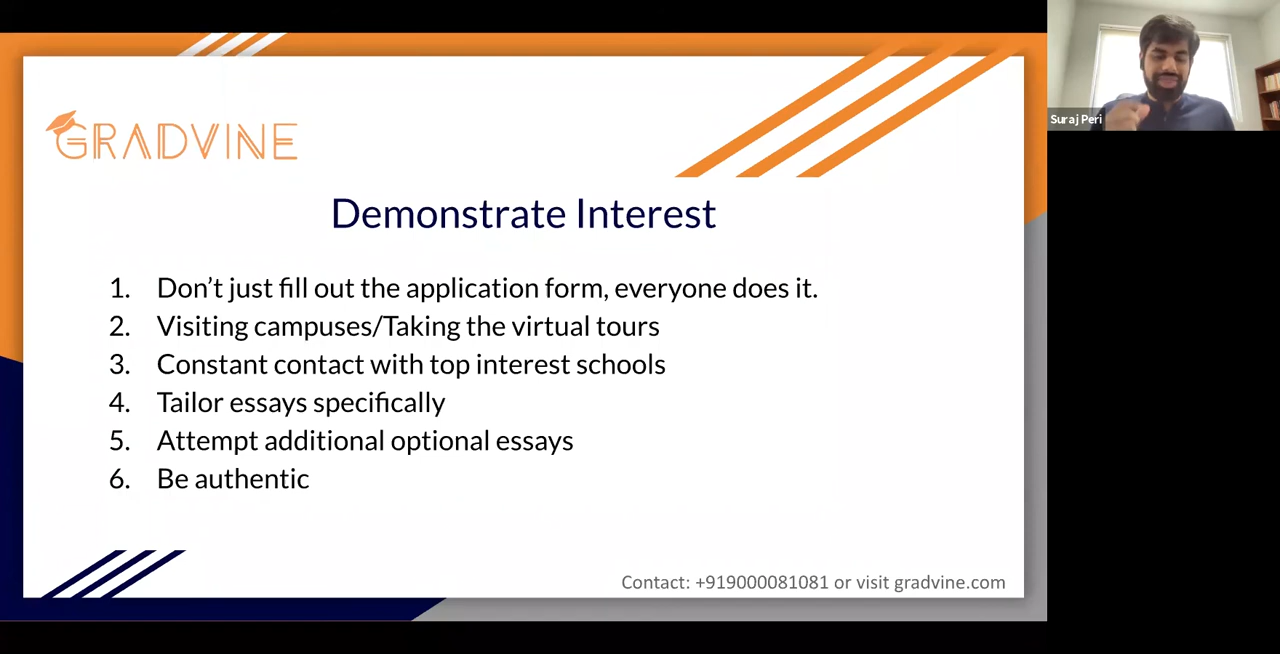 GRADVINE
Demonstrate Interest
1. Don't just fill out the application form, everyone does it.
2. Visiting campuses/Taking the virtual tours
3. Constant contact with top interest schools
4. Tailor essays specifically
5. Attempt additional optional essays
6. Be authentic
Contact: +919000081081 or visit gradvine.com
Suraj Peri